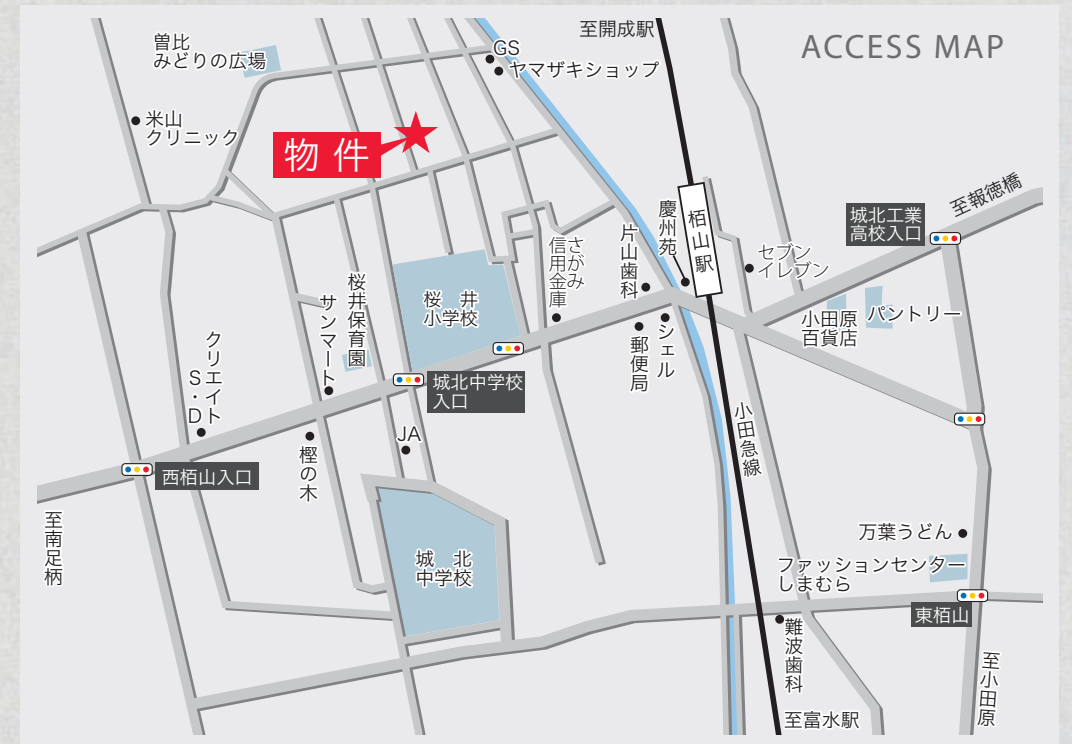 ACCESS MAP
至開成駅
曽比
みどりの広場
GS
ヤマザキショップ
米山
クリニック
物件
至報徳橋
城北工業
高校入口
栢山駅
慶州苑
片山歯科
さがみ
信用金庫
セブン
イレブン
桜井
小学校
桜井保育園
サンマート
小田原
百貨店
パントリー
シェル
郵便局
クリエイト
S・D
城北中学校
入口
JA
樫の木
小田急線
西栢山入口
至南足柄
城北
中学校
万葉うどん
ファッションセンター
しまむら
東栢山
難波歯科
至小田原
至富水駅